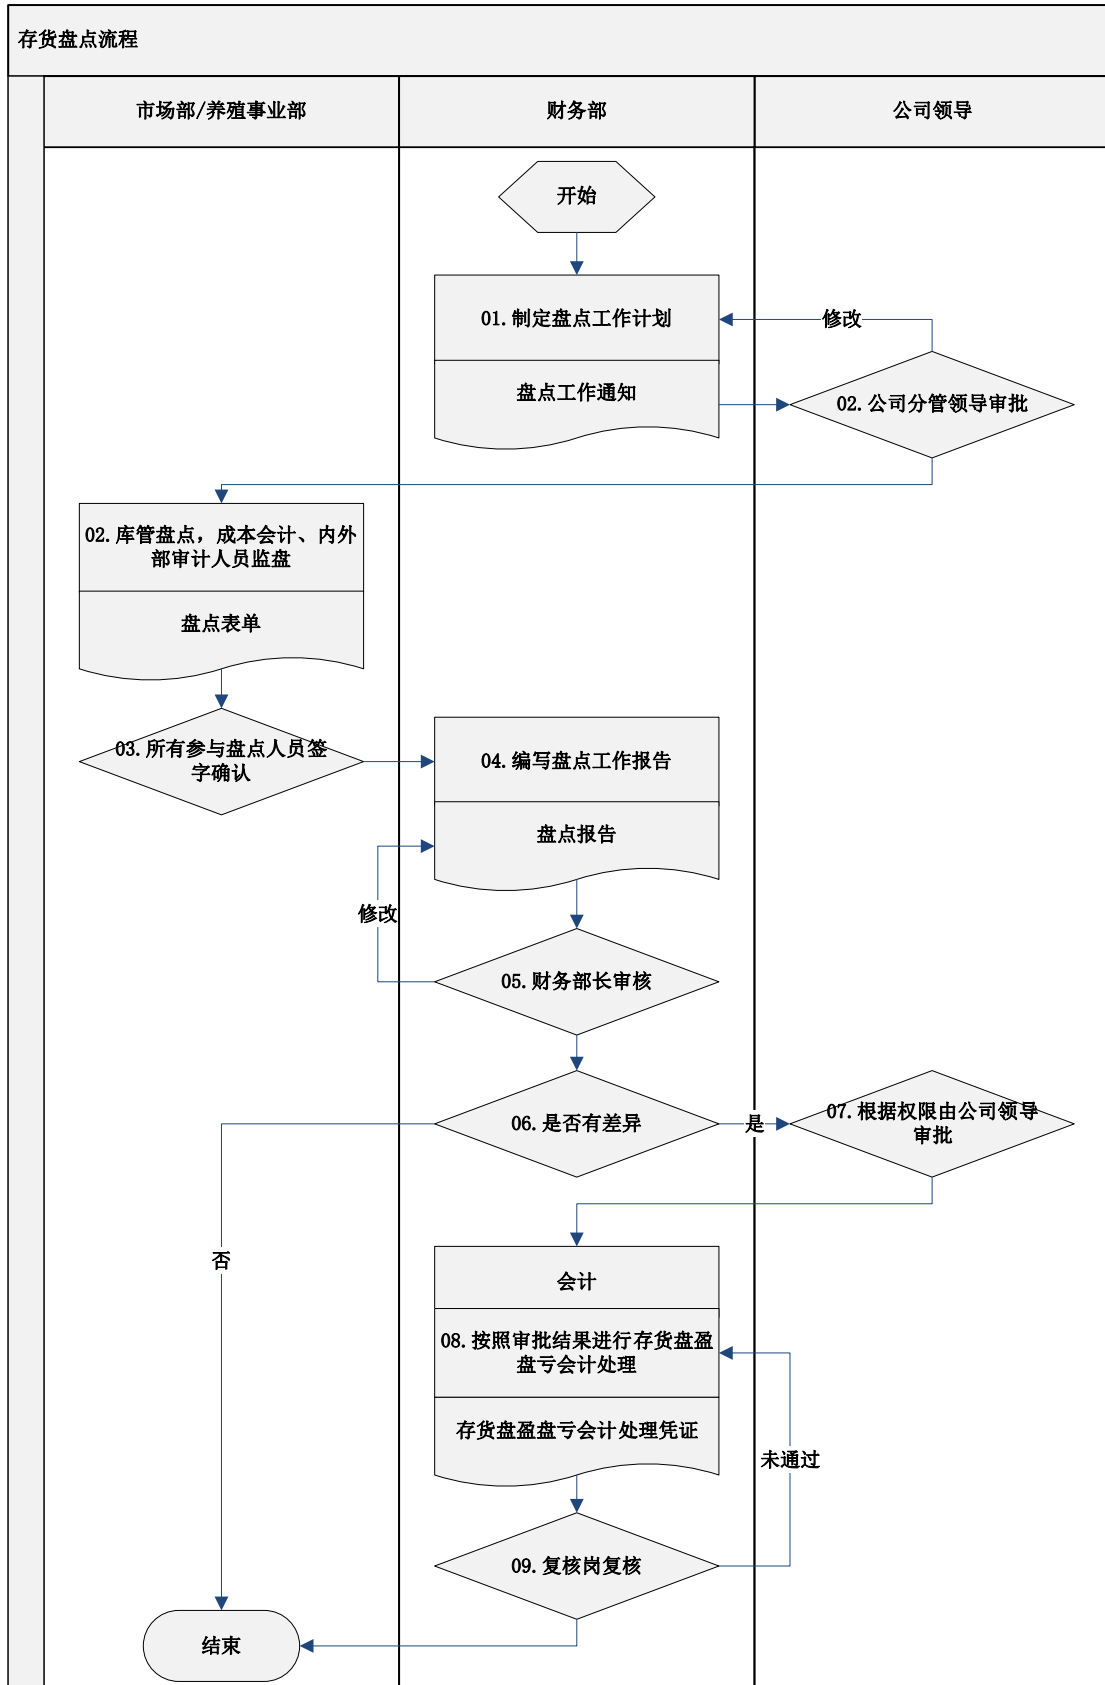 存货盘点流程
市场部/养殖事业部
财务部
公司领导
开始
01.制定盘点工作计划
修改
盘点工作通知
02.公司分管领导审批
02.库管盘点，成本会计、内外
部审计人员监盘
盘点表单
03.所有参与盘点人员签
字确认
04.编写盘点工作报告
盘点报告
修改
05.财务部长审核
06.是否有差异
是
07.根据权限由公司领导
审批
否
会计
08.按照审批结果进行存货盘盈
盘亏会计处理
存货盘盈盘亏会计处理凭证
未通过
09.复核岗复核
结束